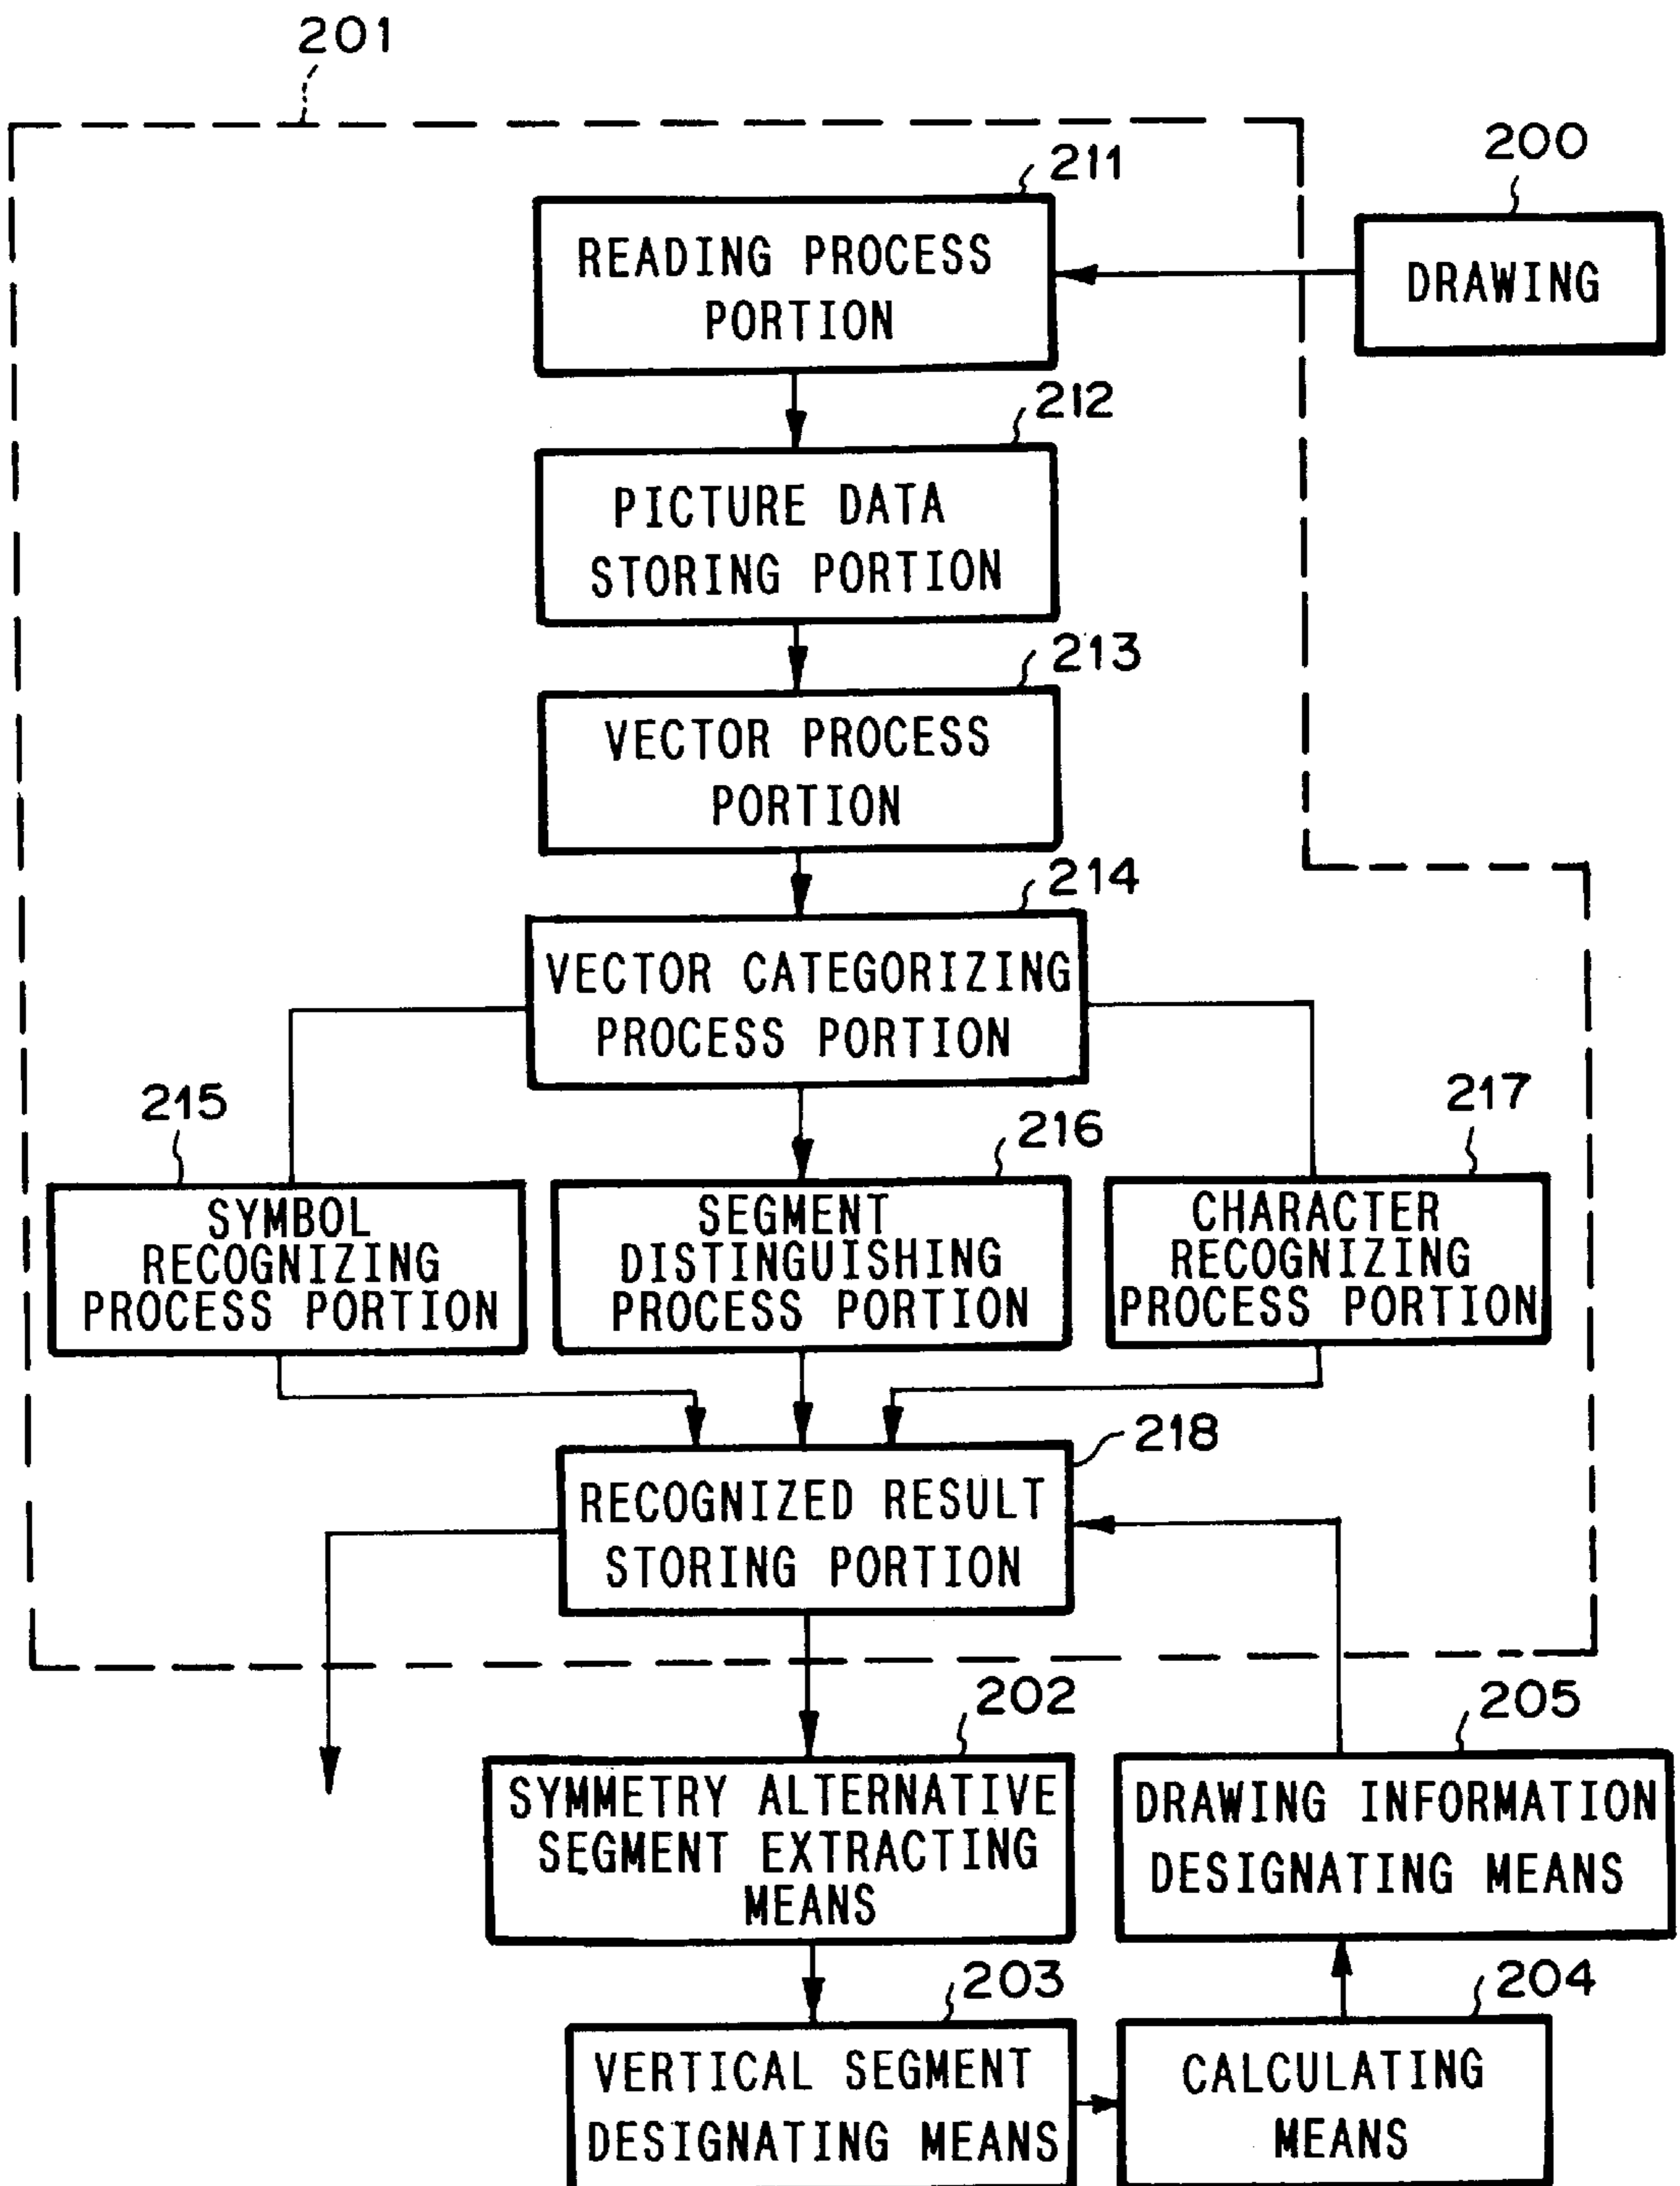 201
200
211
READING PROCESS
PORTION
DRAWING
212
PICTURE DATA
STORING PORTION
213
VECTOR PROCESS
PORTION
214
VECTOR CATEGORIZING
PROCESS PORTION
215
216
217
SYMBOL
RECOGNIZING
PROCESS PORTION
SEGMENT
DISTINGUISHING
PROCESS PORTION
CHARACTER
RECOGNIZING
PROCESS PORTION
218
RECOGNIZED RESULT
STORING PORTION
202
205
SYMMETRY ALTERNATIVE
SEGMENT EXTRACTING
MEANS
DRAWING INFORMATION
DESIGNATING MEANS
203
204
VERTICAL SEGMENT
DESIGNATING MEANS
CALCULATING
MEANS